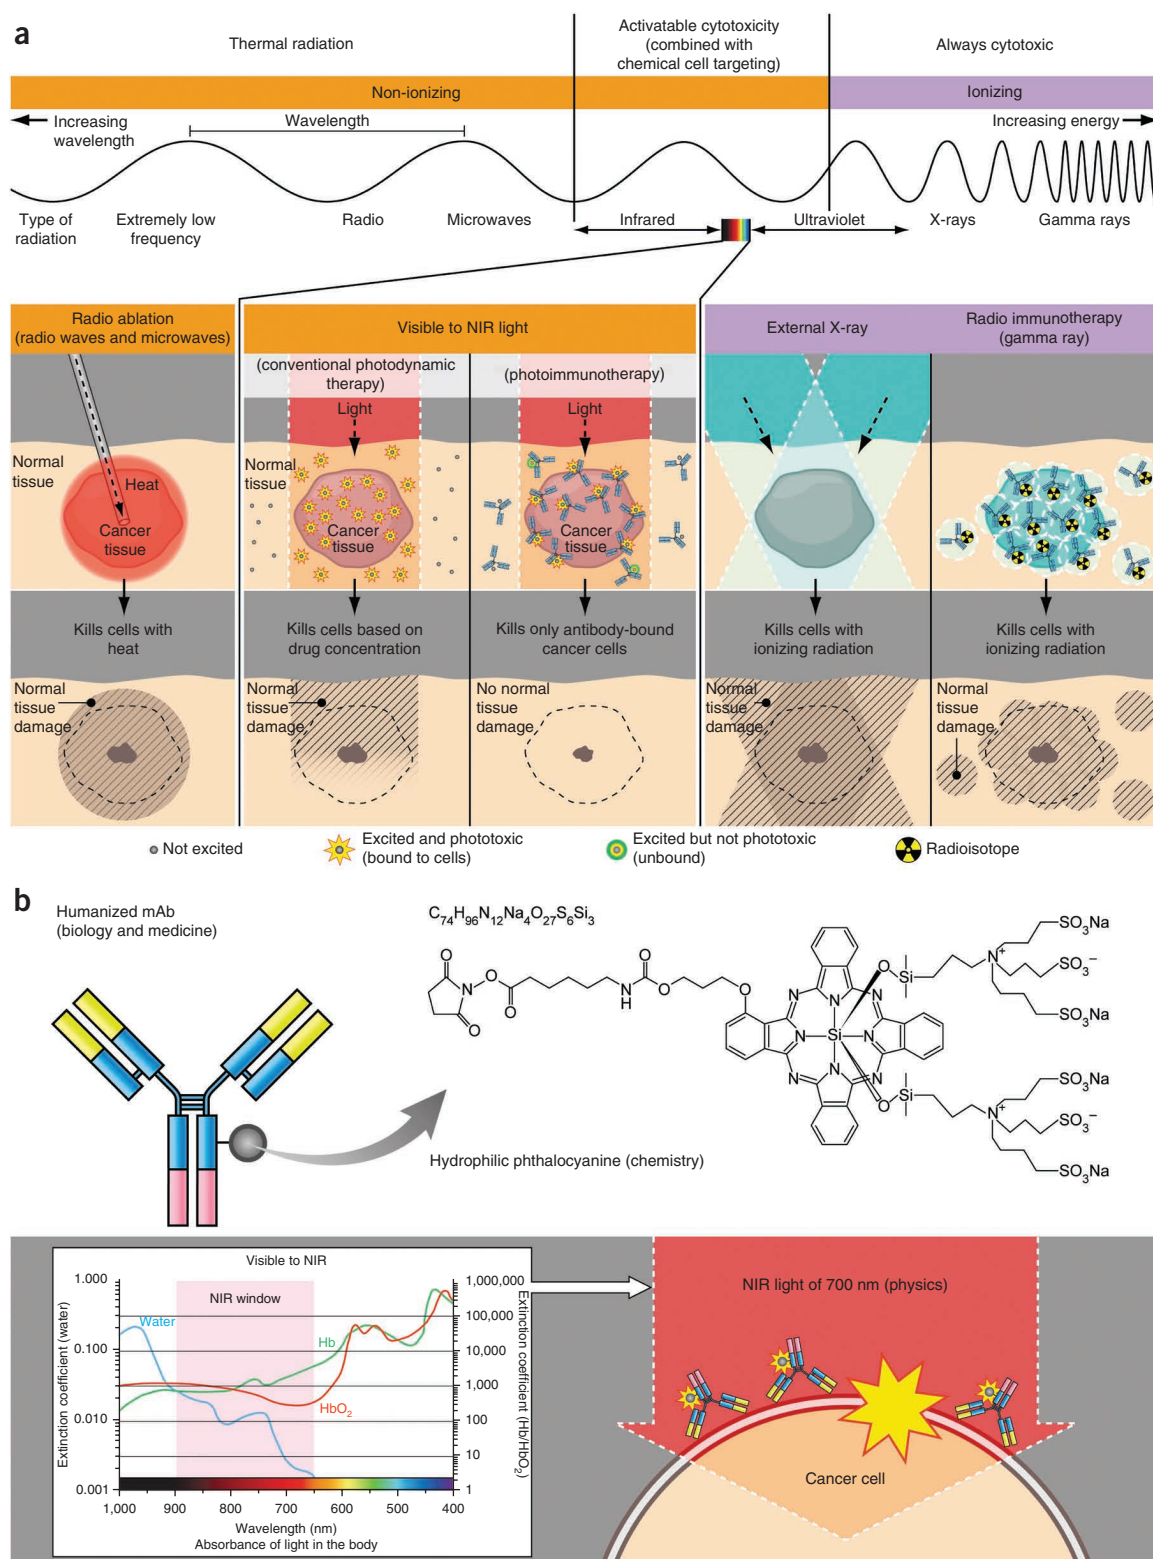 a
Thermal radiation
Activatable cytotoxicity
(combined with
chemical cell targeting)
Always cytotoxic
Non-ionizing
Ionizing
Increasing
wavelength
Wavelength
Increasing energy
Type of
radiation
Extremely low
frequency
Radio
Microwaves
Infrared
Ultraviolet
X-rays
Gamma rays
Radio ablation
(radio waves and microwaves)
Visible to NIR light
External X-ray
Radio immunotherapy
(gamma ray)
(conventional photodynamic
therapy)
(photoimmunotherapy)
Light
Light
Normal
tissue
Heat
Cancer
tissue
Normal
tissue
Cancer
tissue
Cancer
tissue
Kills cells with
heat
Kills cells based on
drug concentration
Kills only antibody-bound
cancer cells
Kills cells with
ionizing radiation
Kills cells with
ionizing radiation
Normal
tissue
damage
Normal
tissue
damage
No normal
tissue
damage
Normal
tissue
damage
Normal
tissue
damage
Not excited
Excited and phototoxic
(bound to cells)
Excited but not phototoxic
(unbound)
Radioisotope
b
Humanized mAb
(biology and medicine)
C74H96N12Na4O27S6Si3
O
N
O
O
O
N
H
O
O
O
N
N
N
N
N
N
N
N
Si
O
Si
N+
SO3Na
SO3−
SO3Na
O
Si
N+
SO3Na
SO3−
SO3Na
Hydrophilic phthalocyanine (chemistry)
Visible to NIR
NIR window
Water
Hb
HbO2
Extinction coefficient (water)
1.000
0.100
0.010
0.001
1,000,000
100,000
10,000
1,000
100
10
1
Extinction coefficient (Hb/HbO2)
1,000 900 800 700 600 500 400
Wavelength (nm)
Absorbance of light in the body
NIR light of 700 nm (physics)
Cancer cell